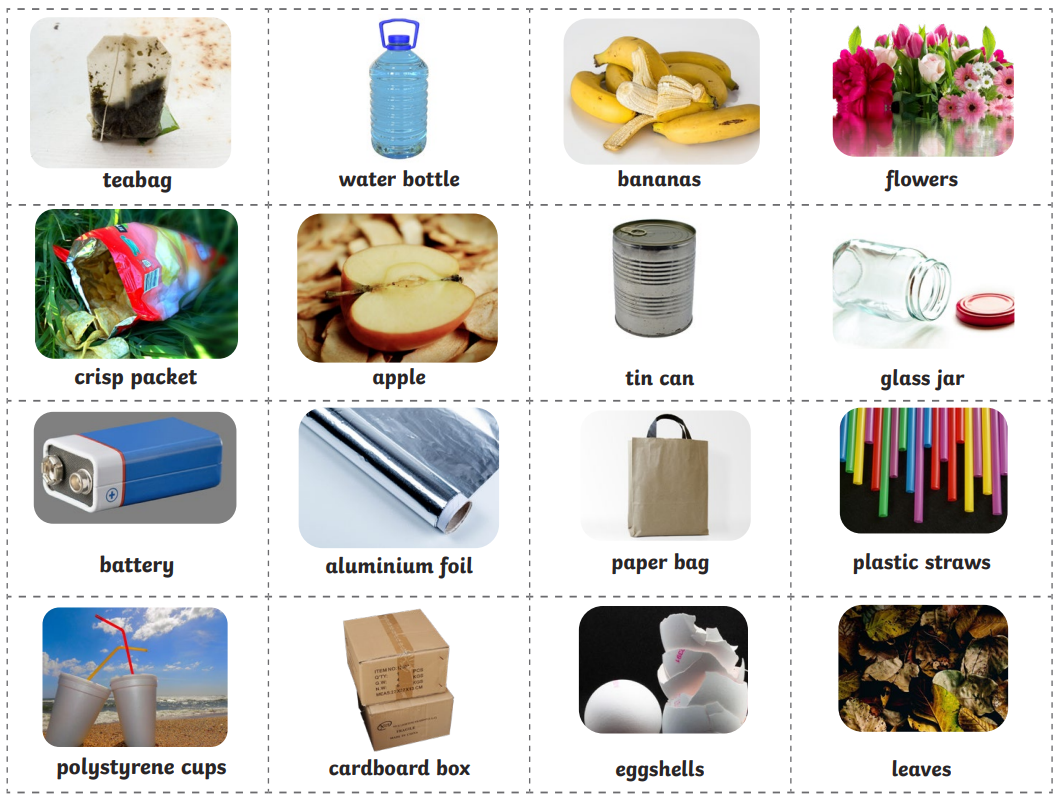 teabag
water bottle
bananas
flowers
crisp packet
apple
tin can
glass jar
battery
aluminium foil
paper bag
plastic straws
polystyrene cups
cardboard box
eggshells
leaves